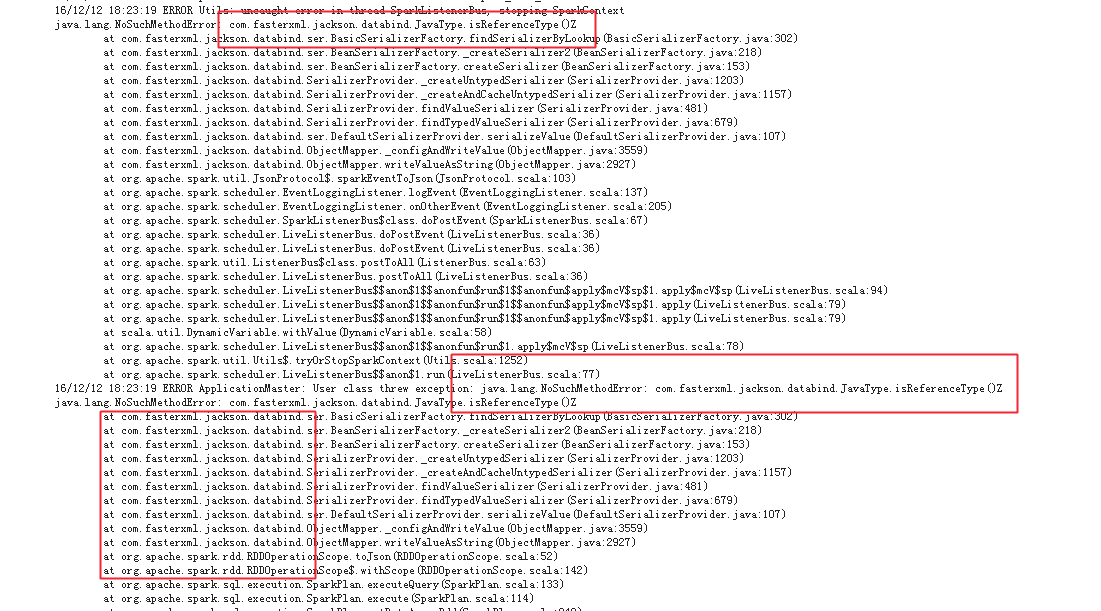 16/12/12 18:23:19 ERROR Utils: uncaught error in thread SparkListenerBus, stopping SparkContext
java.lang.NoSuchMethodError: com.fasterxml.jackson.databind.JavaType.isReferenceType()Z
at com.fasterxml.jackson.databind.ser.BasicSerializerFactory.findSerializerByLookup(BasicSerializerFactory.java:302)
at com.fasterxml.jackson.databind.ser.BeanSerializerFactory._createSerializer2(BeanSerializerFactory.java:218)
at com.fasterxml.jackson.databind.ser.BeanSerializerFactory.createSerializer(BeanSerializerFactory.java:153)
at com.fasterxml.jackson.databind.SerializerProvider._createUntypedSerializer(SerializerProvider.java:1203)
at com.fasterxml.jackson.databind.SerializerProvider._createAndCacheUntypedSerializer(SerializerProvider.java:1157)
at com.fasterxml.jackson.databind.SerializerProvider.findValueSerializer(SerializerProvider.java:481)
at com.fasterxml.jackson.databind.SerializerProvider.findTypedValueSerializer(SerializerProvider.java:679)
at com.fasterxml.jackson.databind.ser.DefaultSerializerProvider.serializeValue(DefaultSerializerProvider.java:107)
at com.fasterxml.jackson.databind.ObjectMapper._configAndWriteValue(ObjectMapper.java:3559)
at com.fasterxml.jackson.databind.ObjectMapper.writeValueAsString(ObjectMapper.java:2927)
at org.apache.spark.util.JsonProtocol$.sparkEventToJson(JsonProtocol.scala:103)
at org.apache.spark.scheduler.EventLoggingListener.logEvent(EventLoggingListener.scala:137)
at org.apache.spark.scheduler.EventLoggingListener.onOtherEvent(EventLoggingListener.scala:205)
at org.apache.spark.scheduler.SparkListenerBus$class.doPostEvent(SparkListenerBus.scala:67)
at org.apache.spark.scheduler.LiveListenerBus.doPostEvent(LiveListenerBus.scala:36)
at org.apache.spark.scheduler.LiveListenerBus.doPostEvent(LiveListenerBus.scala:36)
at org.apache.spark.util.ListenerBus$class.postToAll(ListenerBus.scala:63)
at org.apache.spark.scheduler.LiveListenerBus.postToAll(LiveListenerBus.scala:36)
at org.apache.spark.scheduler.LiveListenerBus$$anon$1$$anonfun$run$1$$anonfun$apply$mcV$sp$1.apply$mcV$sp(LiveListenerBus.scala:94)
at org.apache.spark.scheduler.LiveListenerBus$$anon$1$$anonfun$run$1$$anonfun$apply$mcV$sp$1.apply(LiveListenerBus.scala:79)
at org.apache.spark.scheduler.LiveListenerBus$$anon$1$$anonfun$run$1$$anonfun$apply$mcV$sp$1.apply(LiveListenerBus.scala:79)
at scala.util.DynamicVariable.withValue(DynamicVariable.scala:58)
at org.apache.spark.scheduler.LiveListenerBus$$anon$1$$anonfun$run$1.apply$mcV$sp(LiveListenerBus.scala:78)
at org.apache.spark.util.Utils$.tryOrStopSparkContext(Utils.scala:1252)
at org.apache.spark.scheduler.LiveListenerBus$$anon$1.run(LiveListenerBus.scala:77)
16/12/12 18:23:19 ERROR ApplicationMaster: User class threw exception: java.lang.NoSuchMethodError: com.fasterxml.jackson.databind.JavaType.isReferenceType()Z
java.lang.NoSuchMethodError: com.fasterxml.jackson.databind.JavaType.isReferenceType()Z
at com.fasterxml.jackson.databind.ser.BasicSerializerFactory.findSerializerByLookup(BasicSerializerFactory.java:302)
at com.fasterxml.jackson.databind.ser.BeanSerializerFactory._createSerializer2(BeanSerializerFactory.java:218)
at com.fasterxml.jackson.databind.ser.BeanSerializerFactory.createSerializer(BeanSerializerFactory.java:153)
at com.fasterxml.jackson.databind.SerializerProvider._createUntypedSerializer(SerializerProvider.java:1203)
at com.fasterxml.jackson.databind.SerializerProvider._createAndCacheUntypedSerializer(SerializerProvider.java:1157)
at com.fasterxml.jackson.databind.SerializerProvider.findValueSerializer(SerializerProvider.java:481)
at com.fasterxml.jackson.databind.SerializerProvider.findTypedValueSerializer(SerializerProvider.java:679)
at com.fasterxml.jackson.databind.ser.DefaultSerializerProvider.serializeValue(DefaultSerializerProvider.java:107)
at com.fasterxml.jackson.databind.ObjectMapper._configAndWriteValue(ObjectMapper.java:3559)
at com.fasterxml.jackson.databind.ObjectMapper.writeValueAsString(ObjectMapper.java:2927)
at org.apache.spark.rdd.RDDOperationScope.toJson(RDDOperationScope.scala:52)
at org.apache.spark.rdd.RDDOperationScope$.withScope(RDDOperationScope.scala:142)
at org.apache.spark.sql.execution.SparkPlan.executeQuery(SparkPlan.scala:133)
at org.apache.spark.sql.execution.SparkPlan.execute(SparkPlan.scala:114)